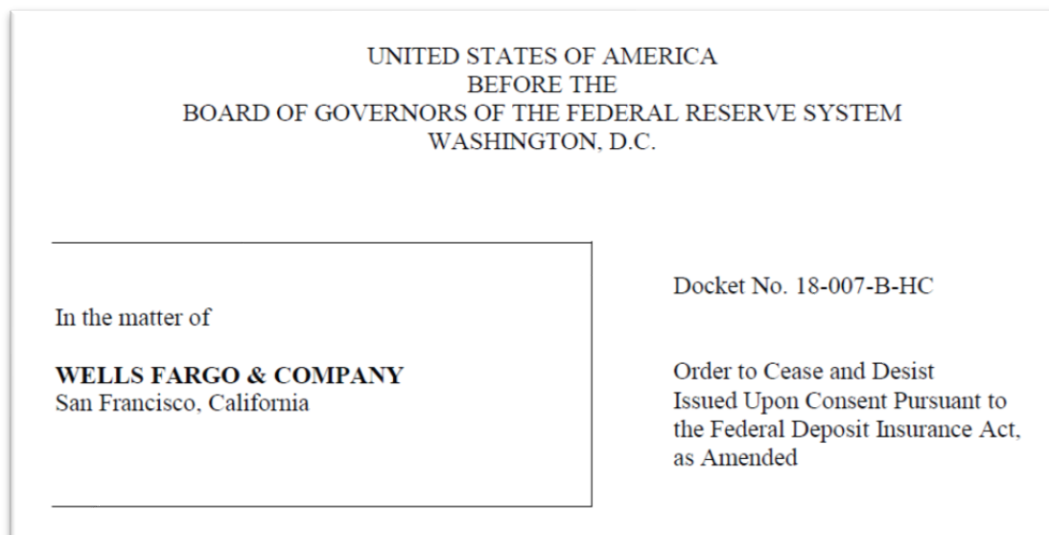 UNITED STATES OF AMERICA
BEFORE THE
BOARD OF GOVERNORS OF THE FEDERAL RESERVE SYSTEM
WASHINGTON, D.C.
In the matter of
WELLS FARGO & COMPANY
San Francisco, California
Docket No. 18-007-B-HC
Order to Cease and Desist
Issued Upon Consent Pursuant to
the Federal Deposit Insurance Act,
as Amended